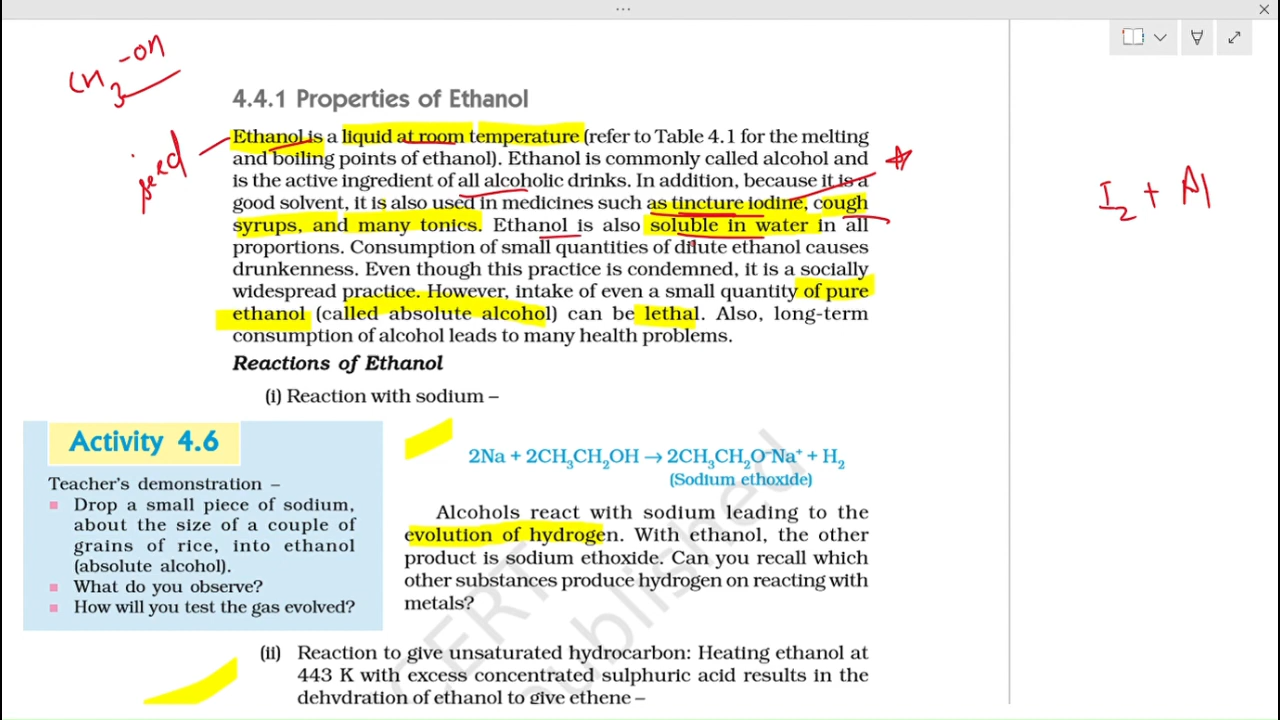 CH3-OH
4.4.1 Properties of Ethanol
Ethanol is a liquid at room temperature (refer to Table 4.1 for the melting
and boiling points of ethanol). Ethanol is commonly called alcohol and
is the active ingredient of all alcoholic drinks. In addition, because it is a
good solvent, it is also used in medicines such as tincture iodine, cough
syrups, and many tonics. Ethanol is also soluble in water in all
proportions. Consumption of small quantities of dilute ethanol causes
drunkenness. Even though this practice is condemned, it is a socially
widespread practice. However, intake of even a small quantity of pure
ethanol (called absolute alcohol) can be lethal. Also, long-term
consumption of alcohol leads to many health problems.
I2 + Al
Reactions of Ethanol
(i) Reaction with sodium –
2Na + 2CH3CH2OH → 2CH3CH2O⁻Na⁺ + H2
(Sodium ethoxide)
Alcohols react with sodium leading to the
evolution of hydrogen. With ethanol, the other
product is sodium ethoxide. Can you recall which
other substances produce hydrogen on reacting with
metals?
Activity 4.6
Teacher's demonstration –
Drop a small piece of sodium,
about the size of a couple of
grains of rice, into ethanol
(absolute alcohol).
What do you observe?
How will you test the gas evolved?
(ii) Reaction to give unsaturated hydrocarbon: Heating ethanol at
443 K with excess concentrated sulphuric acid results in the
dehydration of ethanol to give ethene –